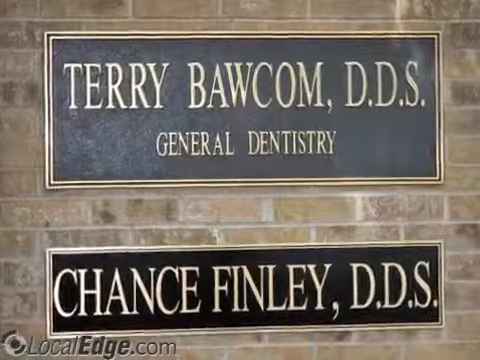 TERRY BAWCOM, D.D.S.
GENERAL DENTISTRY
CHANCE FINLEY, D.D.S.
LocalEdge.com